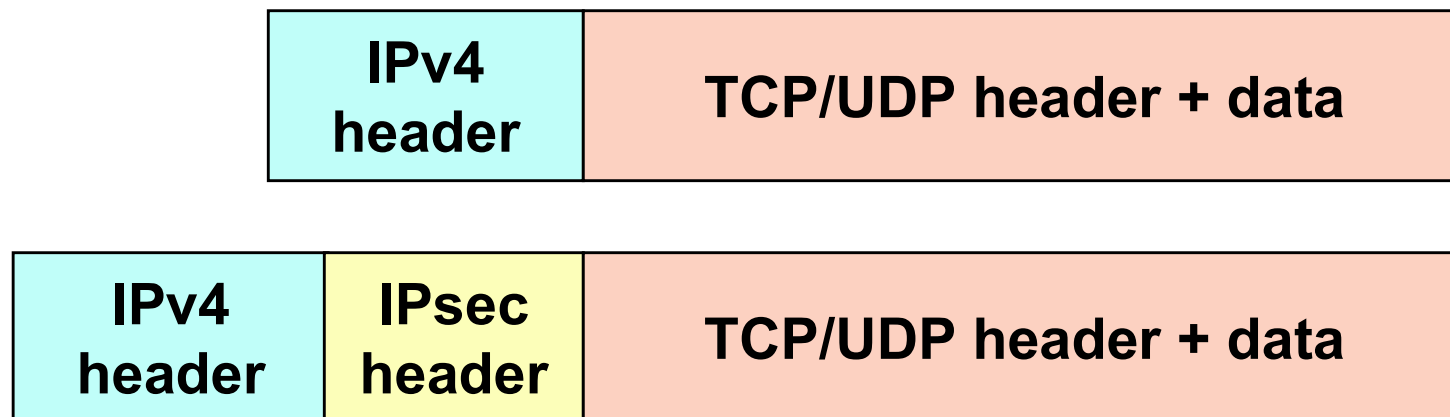 IPv4
header
TCP/UDP header + data
IPv4
header
IPsec
header
TCP/UDP header + data